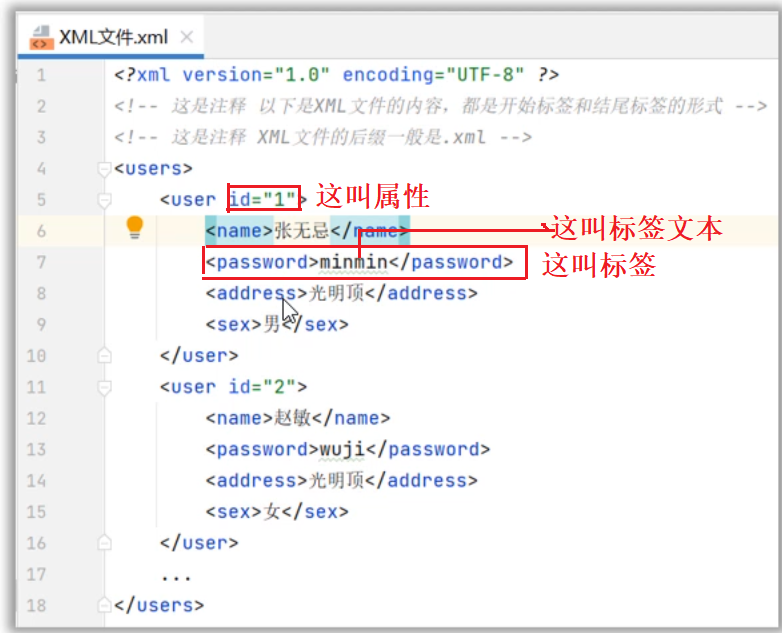 XML文件.xml
1 <?xml version="1.0" encoding="UTF-8" ?>
2 <!-- 这是注释 以下是XML文件的内容，都是开始标签和结尾标签的形式 -->
3 <!-- 这是注释 XML文件的后缀一般是.xml -->
4 <users>
5 <user id="1"> 这叫属性
6 <name>张无忌</name> 这叫标签文本
7 <password>minmin</password> 这叫标签
8 <address>光明顶</address>
9 <sex>男</sex>
10 </user>
11 <user id="2">
12 <name>赵敏</name>
13 <password>wuji</password>
14 <address>光明顶</address>
15 <sex>女</sex>
16 </user>
17 ...
18 </users>